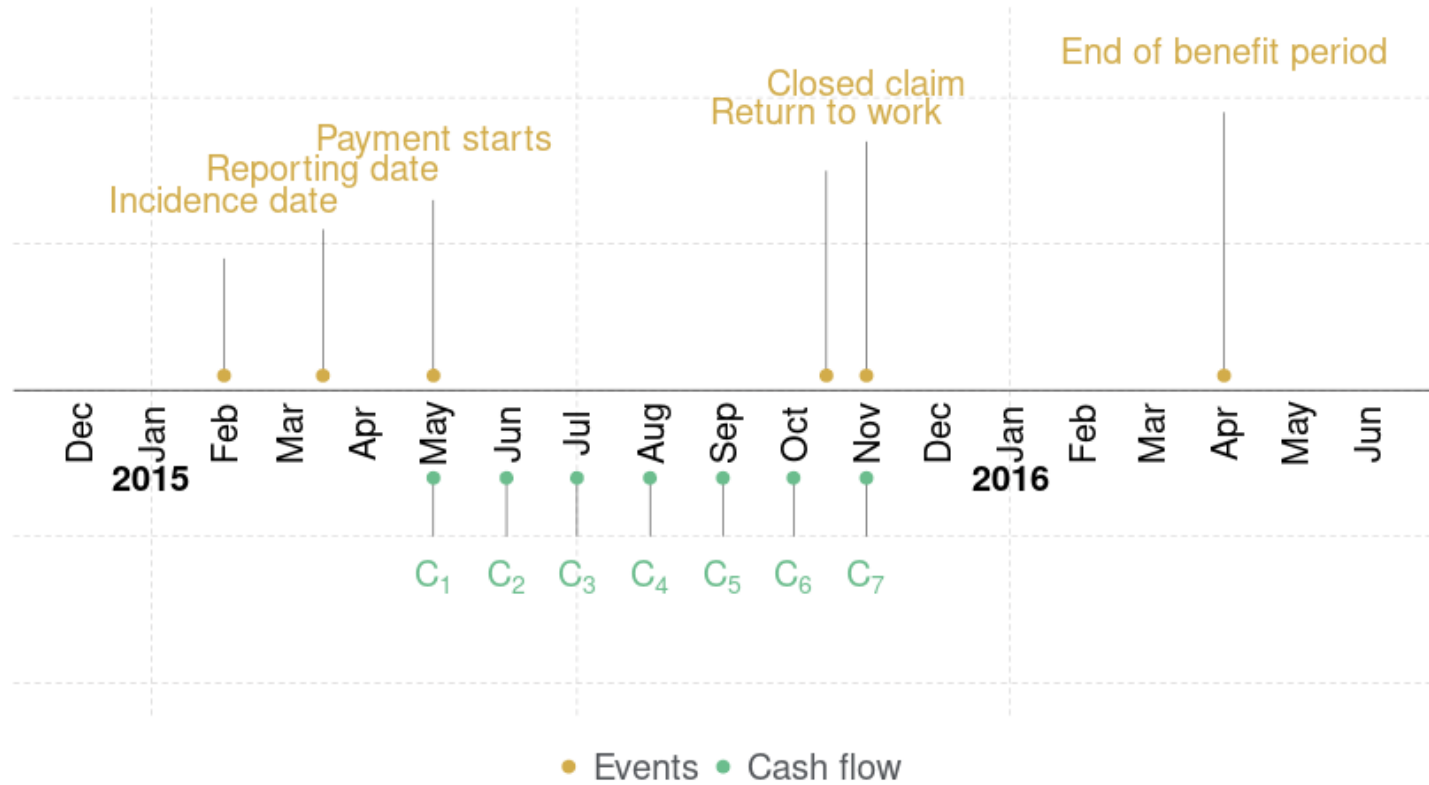 End of benefit period
Closed claim
Return to work
Payment starts
Reporting date
Incidence date
Dec Jan Feb Mar Apr May Jun Jul Aug Sep Oct Nov Dec Jan Feb Mar Apr May Jun
2015 2016
C₁ C₂ C₃ C₄ C₅ C₆ C₇
Events Cash flow